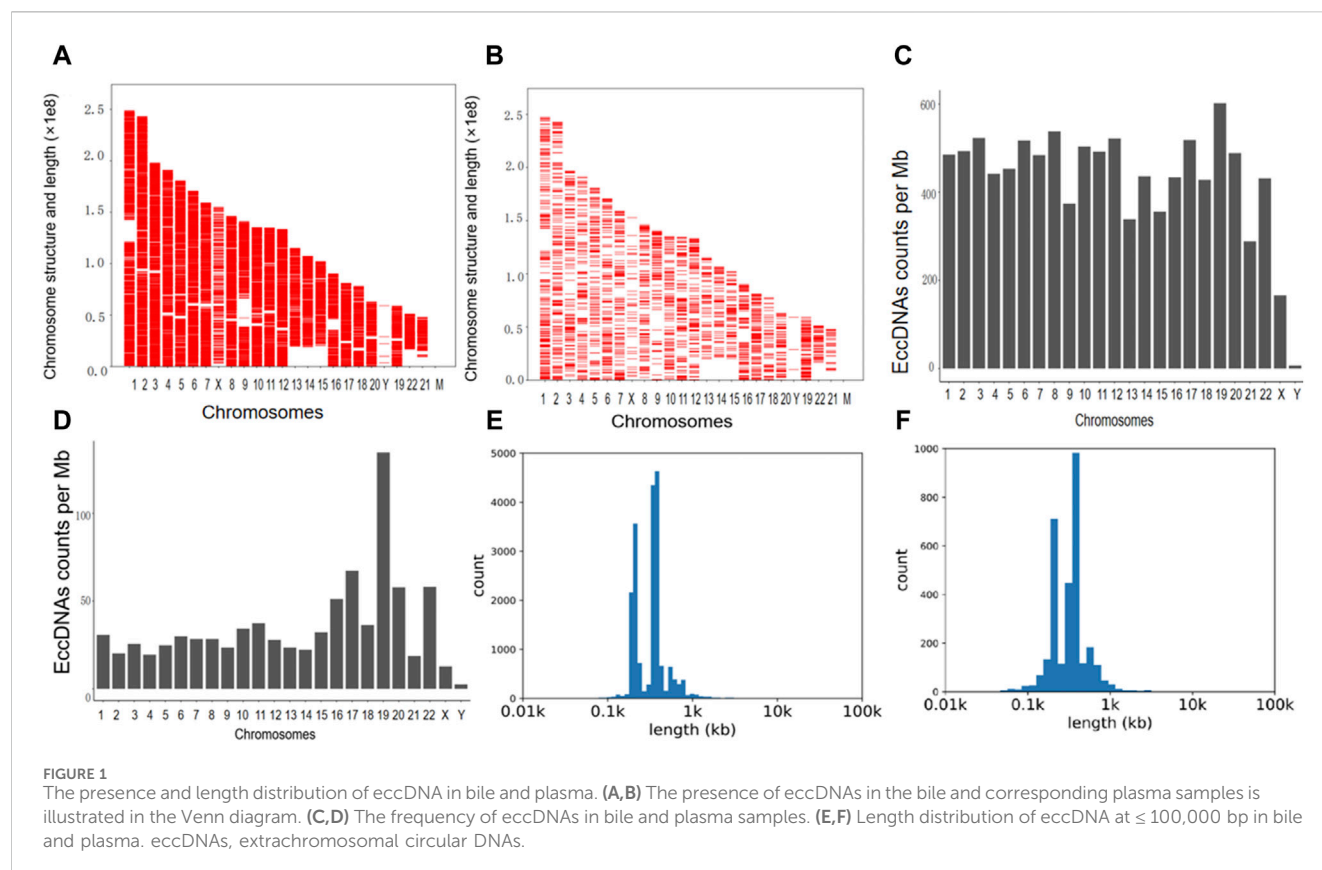 A
Chromosome structure and length (×1e8)
2.5
2.0
1.5
1.0
0.5
0.0
1 2 3 4 5 6 7 X 8 9 10 11 12 13 14 15 16 17 18 20 Y 19 22 21 M
Chromosomes
B
Chromosome structure and length (×1e8)
2.5
2.0
1.5
1.0
0.5
0.0
1 2 3 4 5 6 7 X 8 9 10 11 12 13 14 15 16 17 18 20 Y 19 22 21 M
Chromosomes
C
EccDNAs counts per Mb
600
400
200
0
1 2 3 4 5 6 7 8 9 10 11 12 13 14 15 16 17 18 19 20 21 22 X Y
Chromosomes
D
EccDNAs counts per Mb
100
50
0
1 2 3 4 5 6 7 8 9 10 11 12 13 14 15 16 17 18 19 20 21 22 X Y
Chromosomes
E
count
5000
4000
3000
2000
1000
0
0.01k 0.1k 1k 10k 100k
length (kb)
F
count
1000
800
600
400
200
0
0.01k 0.1k 1k 10k 100k
length (kb)
FIGURE 1
The presence and length distribution of eccDNA in bile and plasma. (A,B) The presence of eccDNAs in the bile and corresponding plasma samples is
illustrated in the Venn diagram. (C,D) The frequency of eccDNAs in bile and plasma samples. (E,F) Length distribution of eccDNA at ≤ 100,000 bp in bile
and plasma. eccDNAs, extrachromosomal circular DNAs.